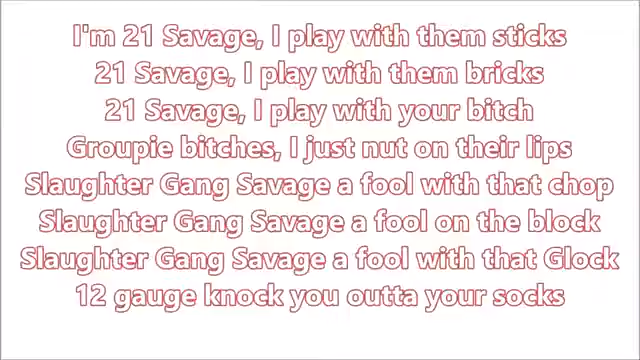 I'm 21 Savage, I play with them sticks
21 Savage, I play with them bricks
21 Savage, I play with your bitch
Groupie bitches, I just nut on their lips
Slaughter Gang Savage a fool with that chop
Slaughter Gang Savage a fool on the block
Slaughter Gang Savage a fool with that Glock
12 gauge knock you outta your socks